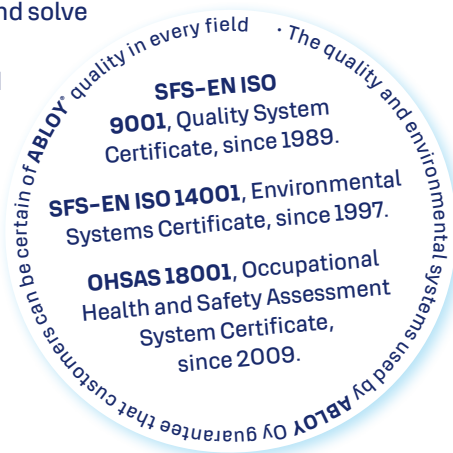 nd solve
· The quality and environmental systems used by ABLOY Oy guarantee that customers can be certain of ABLOY® quality in every field
SFS-EN ISO
9001, Quality System
Certificate, since 1989.
SFS-EN ISO 14001, Environmental
Systems Certificate, since 1997.
OHSAS 18001, Occupational
Health and Safety Assessment
System Certificate,
since 2009.